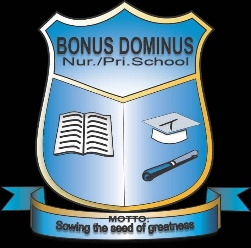 BONUS DOMINUS
Nur./Pri.School
MOTTO:
Sowing the seed of greatness